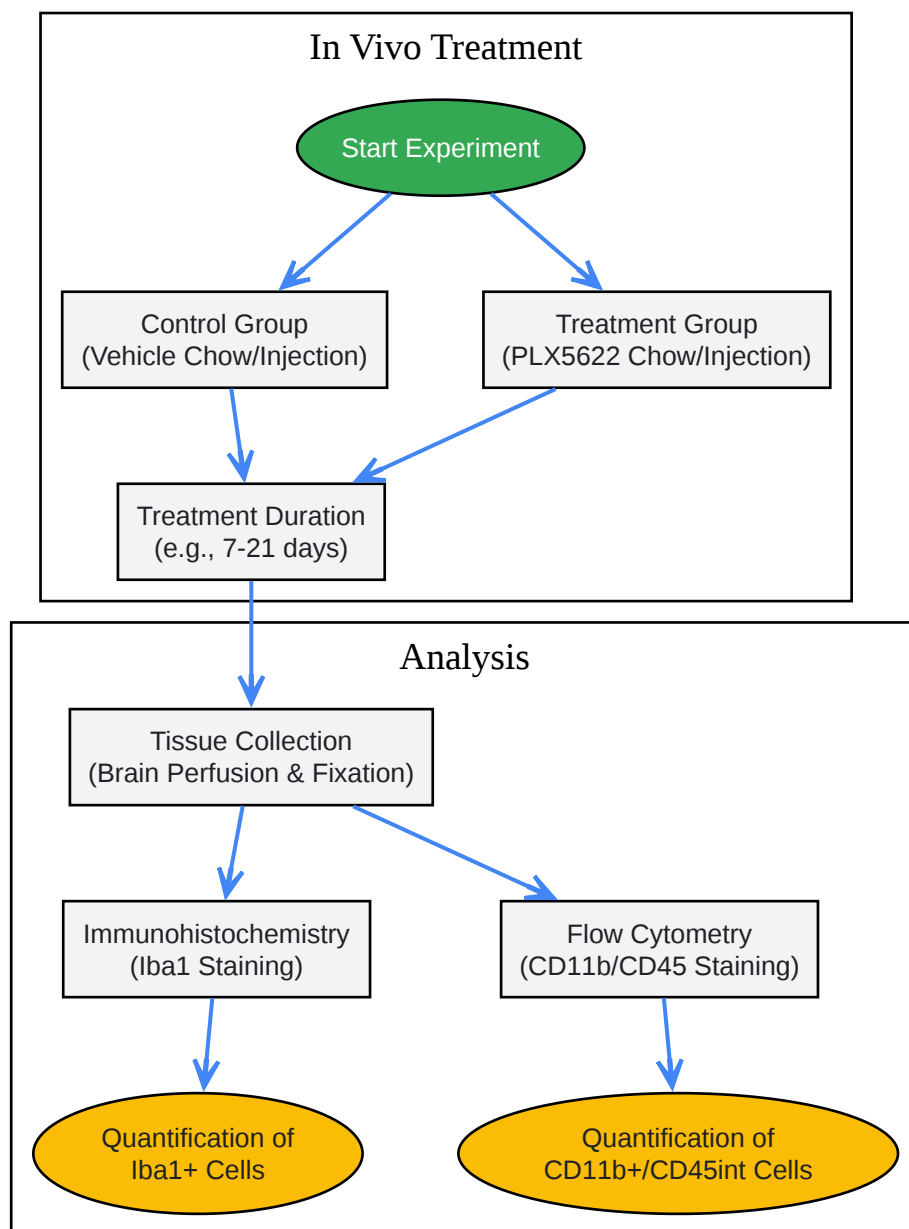 In Vivo Treatment
Start Experiment
Control Group
(Vehicle Chow/Injection)
Treatment Group
(PLX5622 Chow/Injection)
Treatment Duration
(e.g., 7-21 days)
Analysis
Tissue Collection
(Brain Perfusion & Fixation)
Immunohistochemistry
(Iba1 Staining)
Flow Cytometry
(CD11b/CD45 Staining)
Quantification of
Iba1+ Cells
Quantification of
CD11b+/CD45int Cells